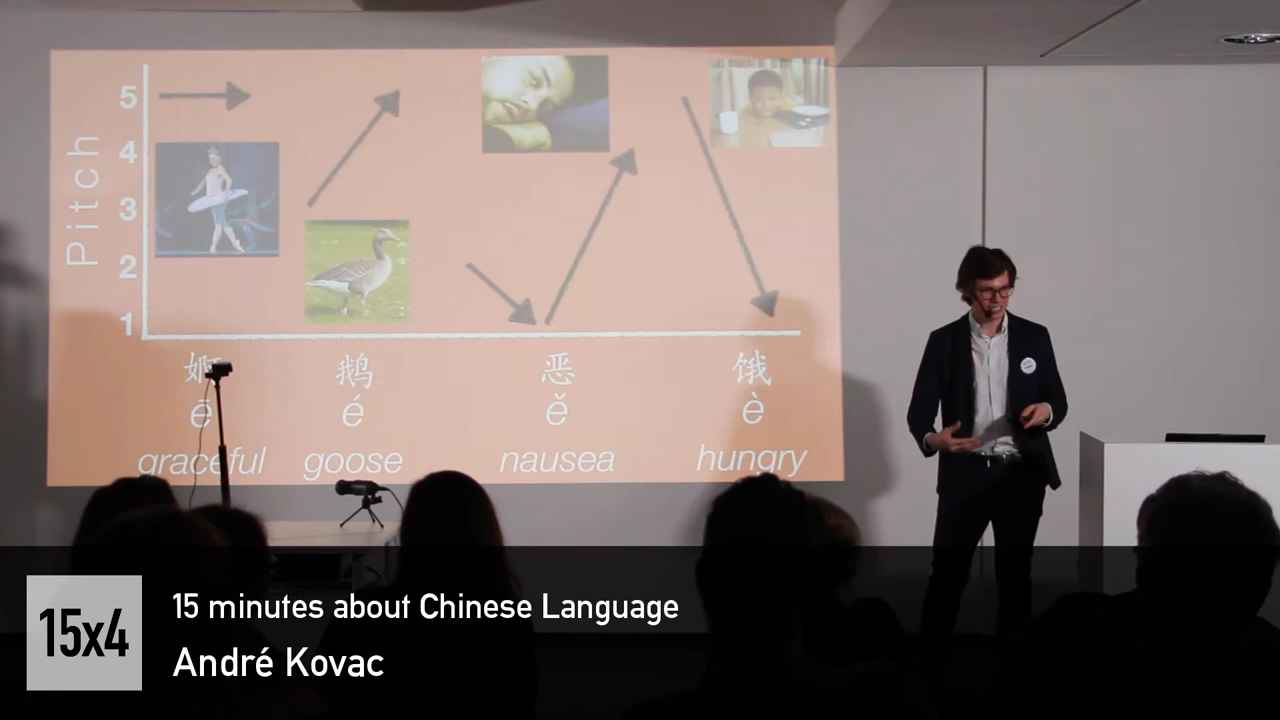 Pitch
5
4
3
2
1
鹅 恶 饿
ē é ě è
graceful goose nausea hungry
15x4
15 minutes about Chinese Language
André Kovac